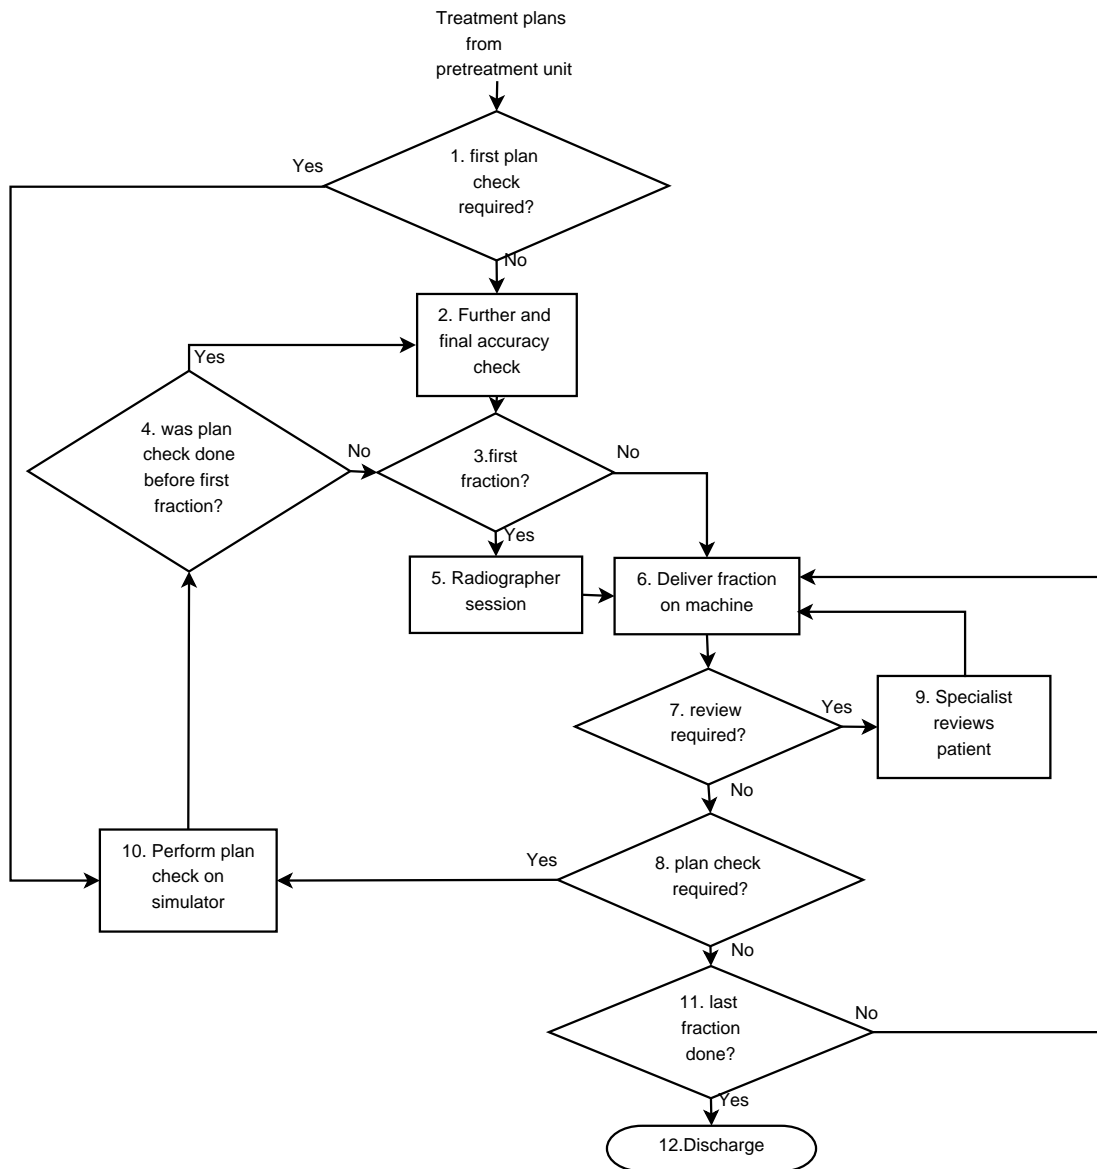 Treatment plans
from
pretreatment unit
1. first plan
check
required?
Yes
No
2. Further and
final accuracy
check
Yes
4. was plan
check done
before first
fraction?
No
3.first
fraction?
No
Yes
5. Radiographer
session
6. Deliver fraction
on machine
7. review
required?
Yes
9. Specialist
reviews
patient
No
10. Perform plan
check on
simulator
Yes
8. plan check
required?
No
11. last
fraction
done?
No
Yes
12.Discharge